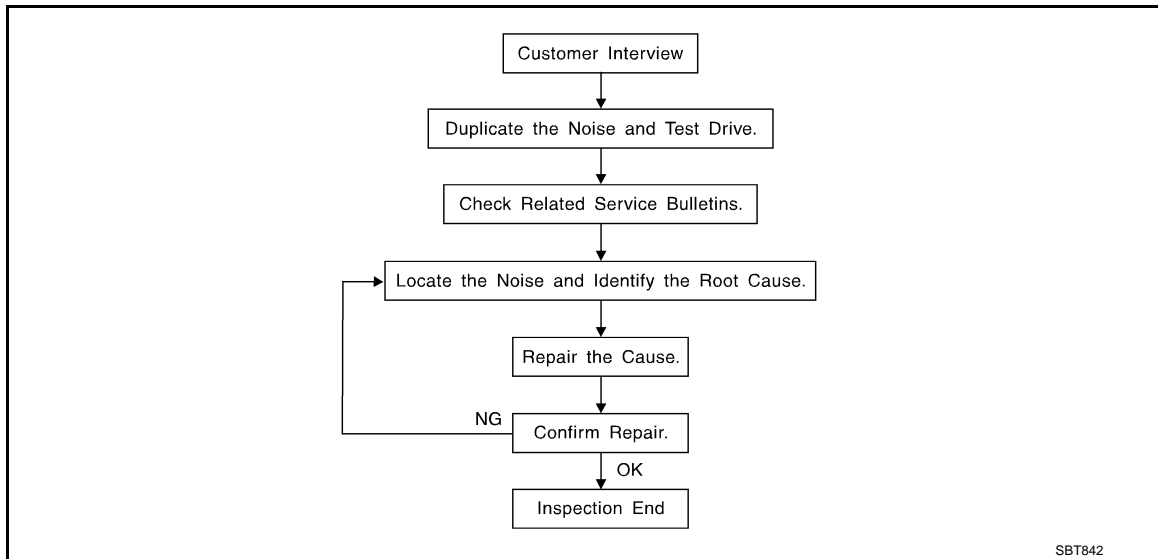 Customer Interview
Duplicate the Noise and Test Drive.
Check Related Service Bulletins.
Locate the Noise and Identify the Root Cause.
Repair the Cause.
NG
Confirm Repair.
OK
Inspection End
SBT842